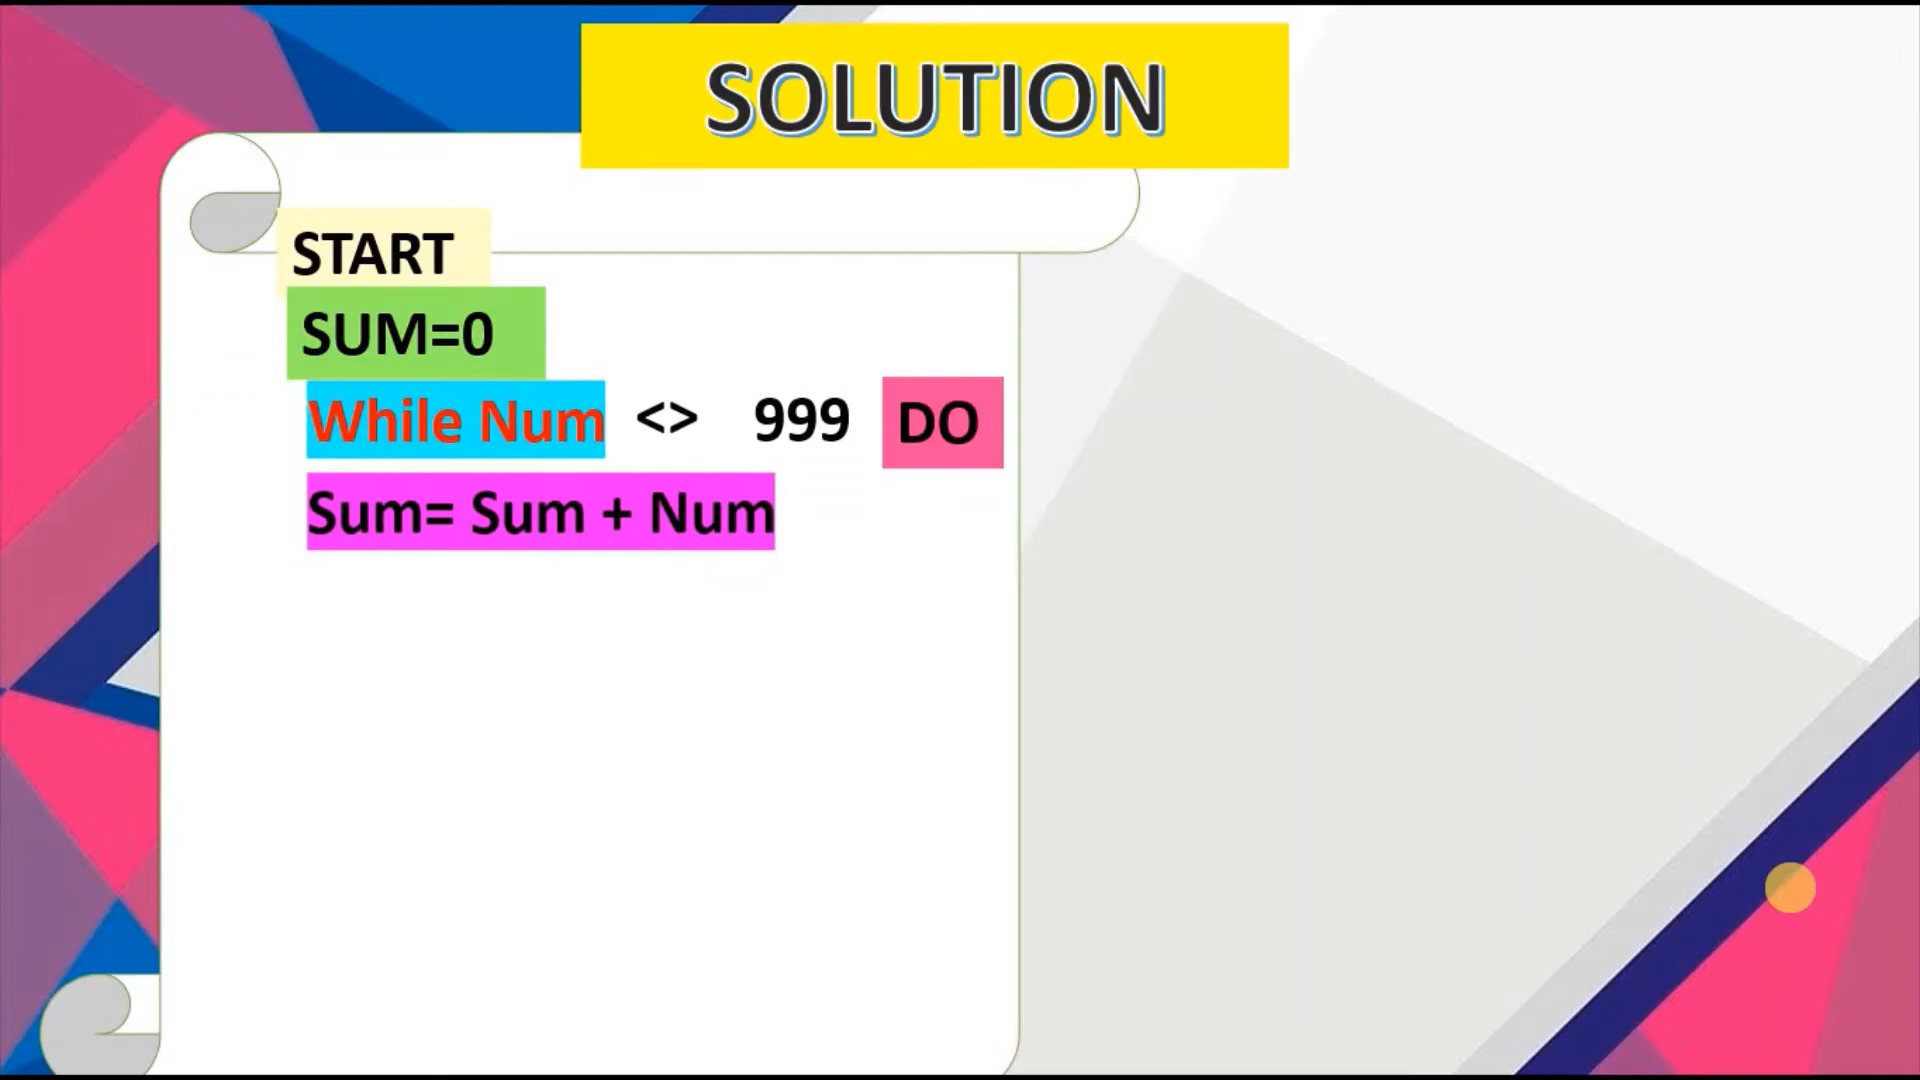 SOLUTION
START
SUM=0
While Num <> 999 DO
Sum= Sum + Num